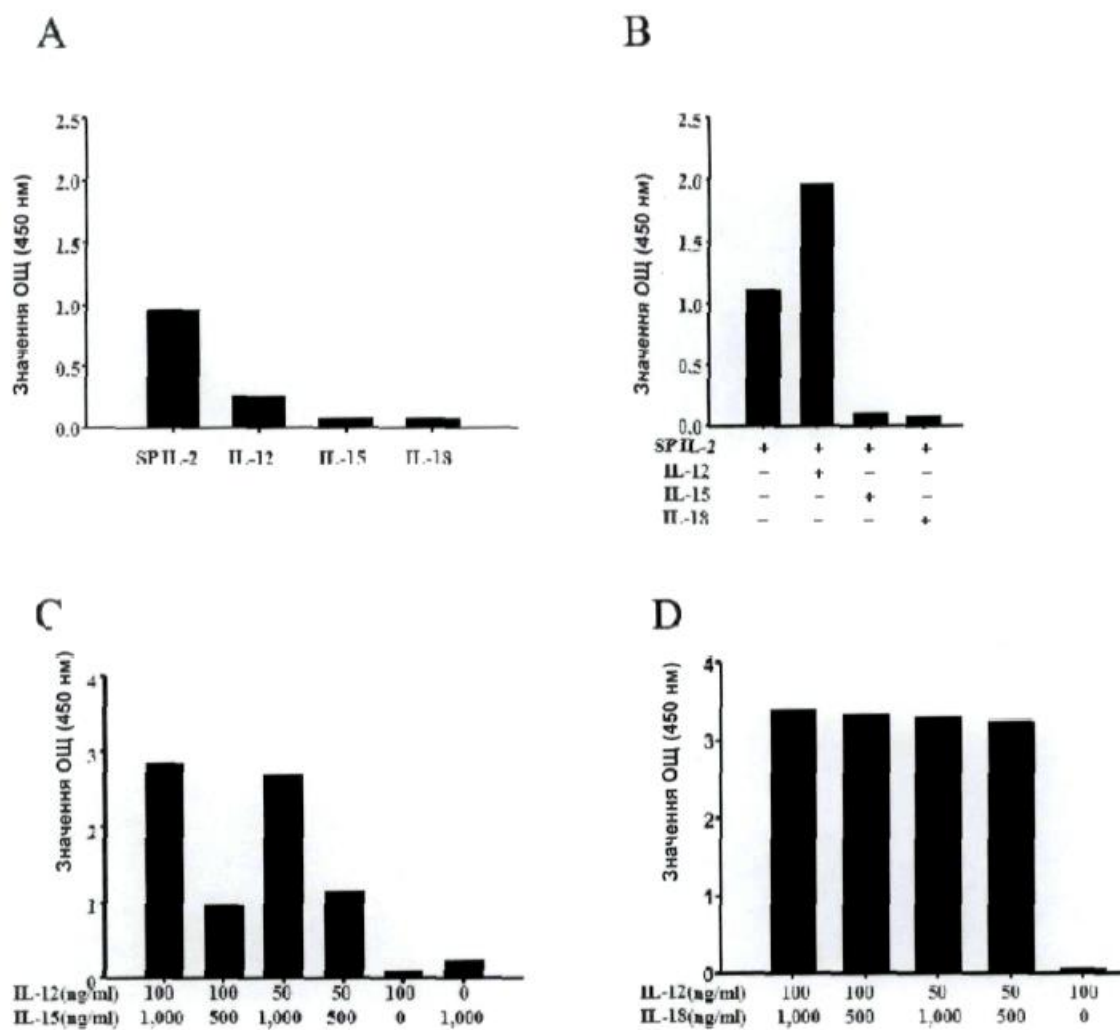 A
Значення ОЩ (450 нм)
2.5
2.0
1.5
1.0
0.5
0.0
SP IL-2 IL-12 IL-15 IL-18
B
Значення ОЩ (450 нм)
2.5
2.0
1.5
1.0
0.5
0.0
SP IL-2 + + + +
IL-12 – + – –
IL-15 – – + –
IL-18 – – – +
C
Значення ОЩ (450 нм)
4
3
2
1
0
IL-12(ng/ml) 100 100 50 50 100 0
IL-15(ng/ml) 1,000 500 1,000 500 0 1,000
D
Значення ОЩ (450 нм)
4
3
2
1
0
IL-12(ng/ml) 100 100 50 50 100
IL-18(ng/ml) 1,000 500 1,000 500 0